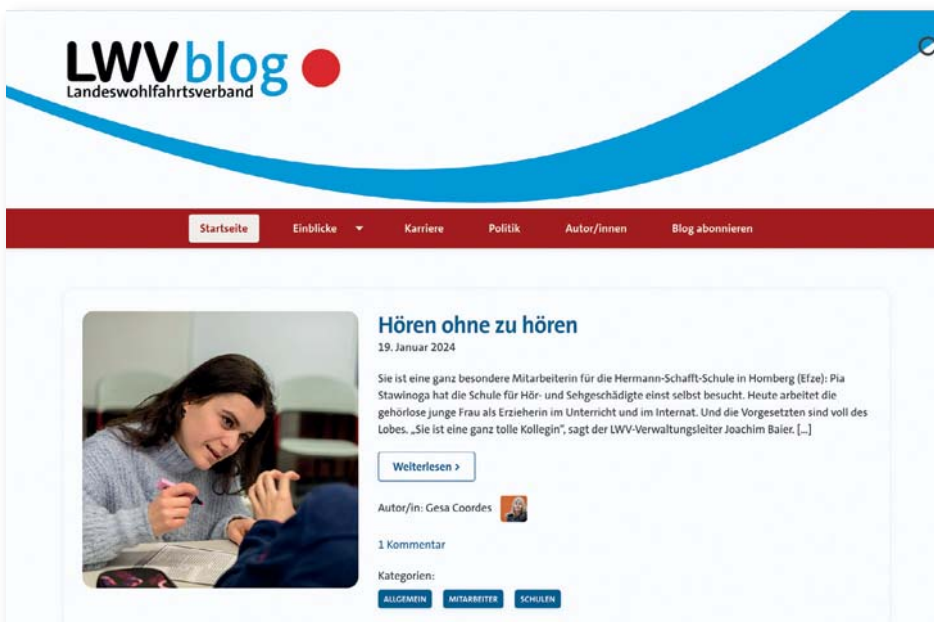 LWVblog
Landeswohlfahrtsverband
Startseite
Einblicke
Karriere
Politik
Autor/innen
Blog abonnieren
Hören ohne zu hören
19. Januar 2024
Sie ist eine ganz besondere Mitarbeiterin für die Hermann-Schafft-Schule in Homberg (Efze): Pia
Stawinoga hat die Schule für Hör- und Sehgeschädigte einst selbst besucht. Heute arbeitet die
gehörlose junge Frau als Erzieherin im Unterricht und im Internat. Und die Vorgesetzten sind voll des
Lobes. „Sie ist eine ganz tolle Kollegin“, sagt der LWV-Verwaltungsleiter Joachim Baier. [...]
Weiterlesen >
Autor/in: Gesa Coordes
1 Kommentar
Kategorien:
ALLGEMEIN
MITARBEITER
SCHULEN